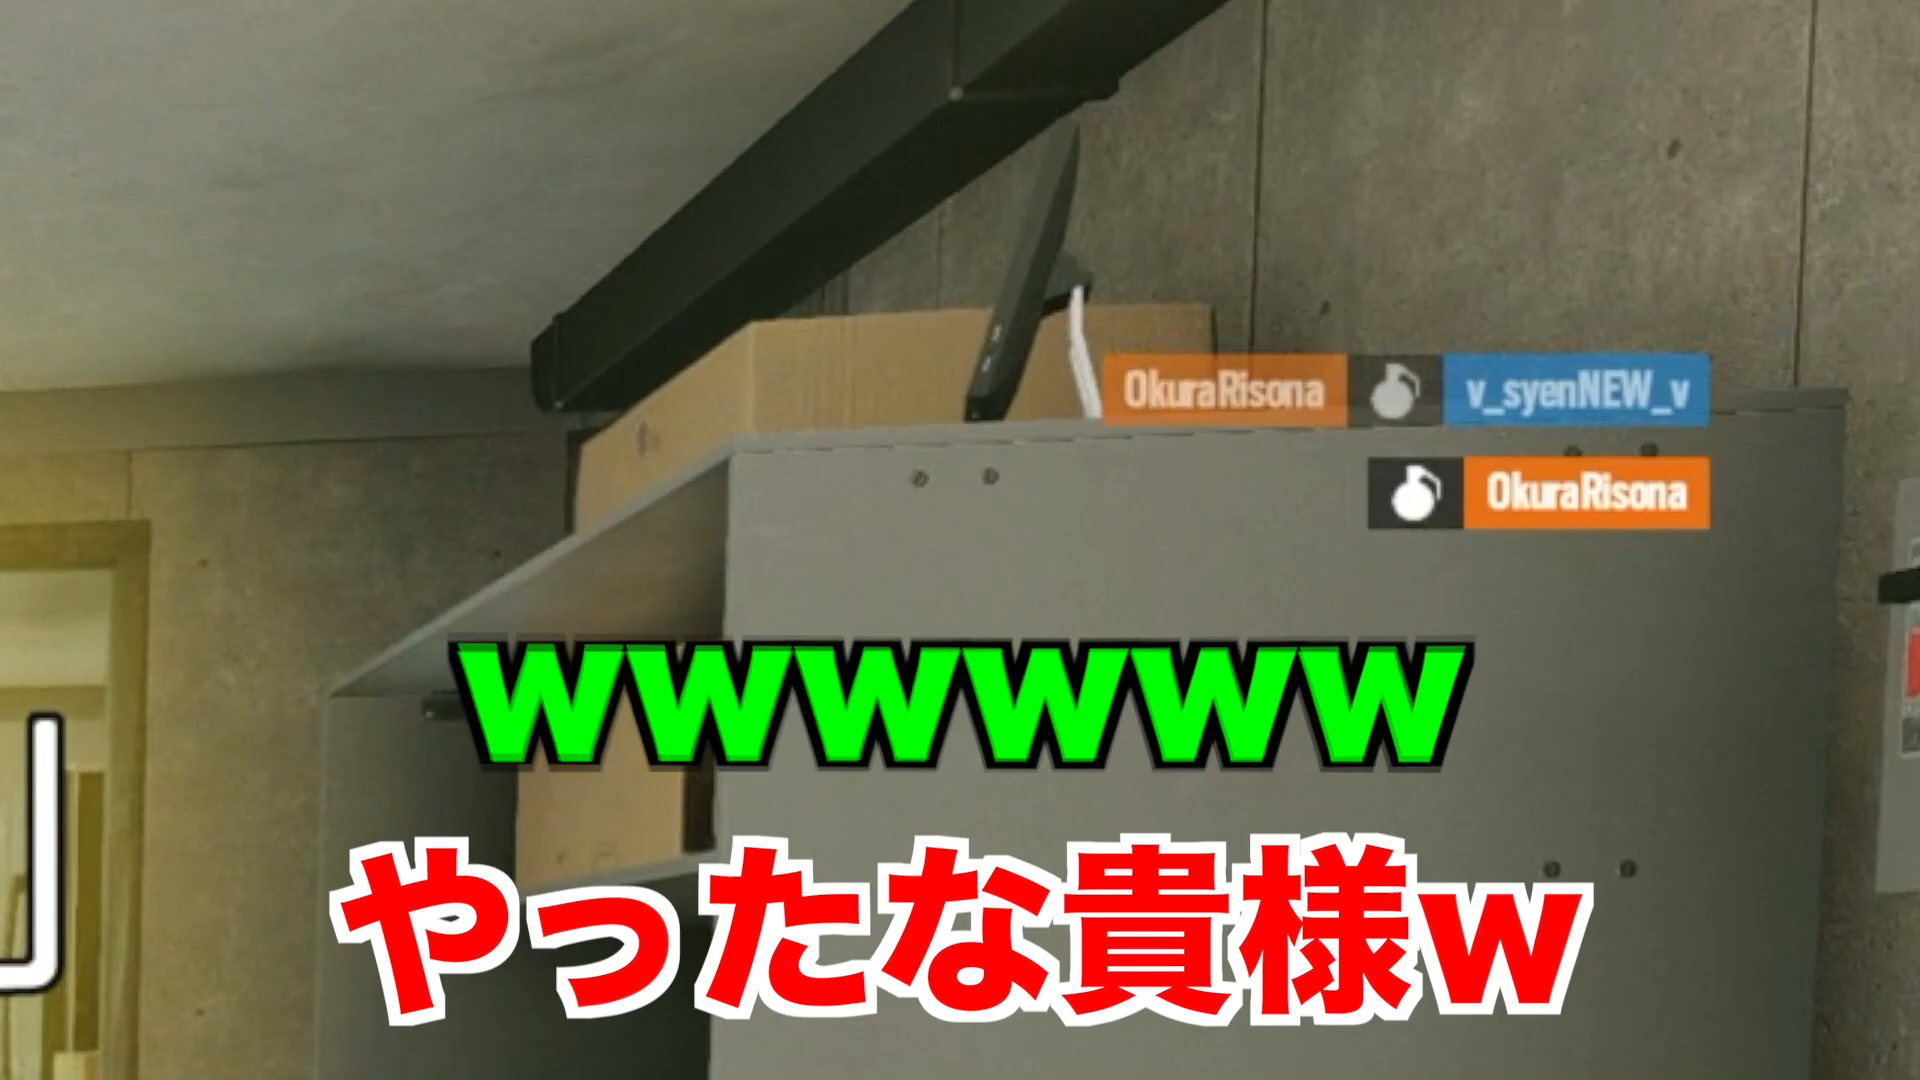 OkuraRisona v_syenNEW_v
OkuraRisona
wwwwww
やったな貴様w
」